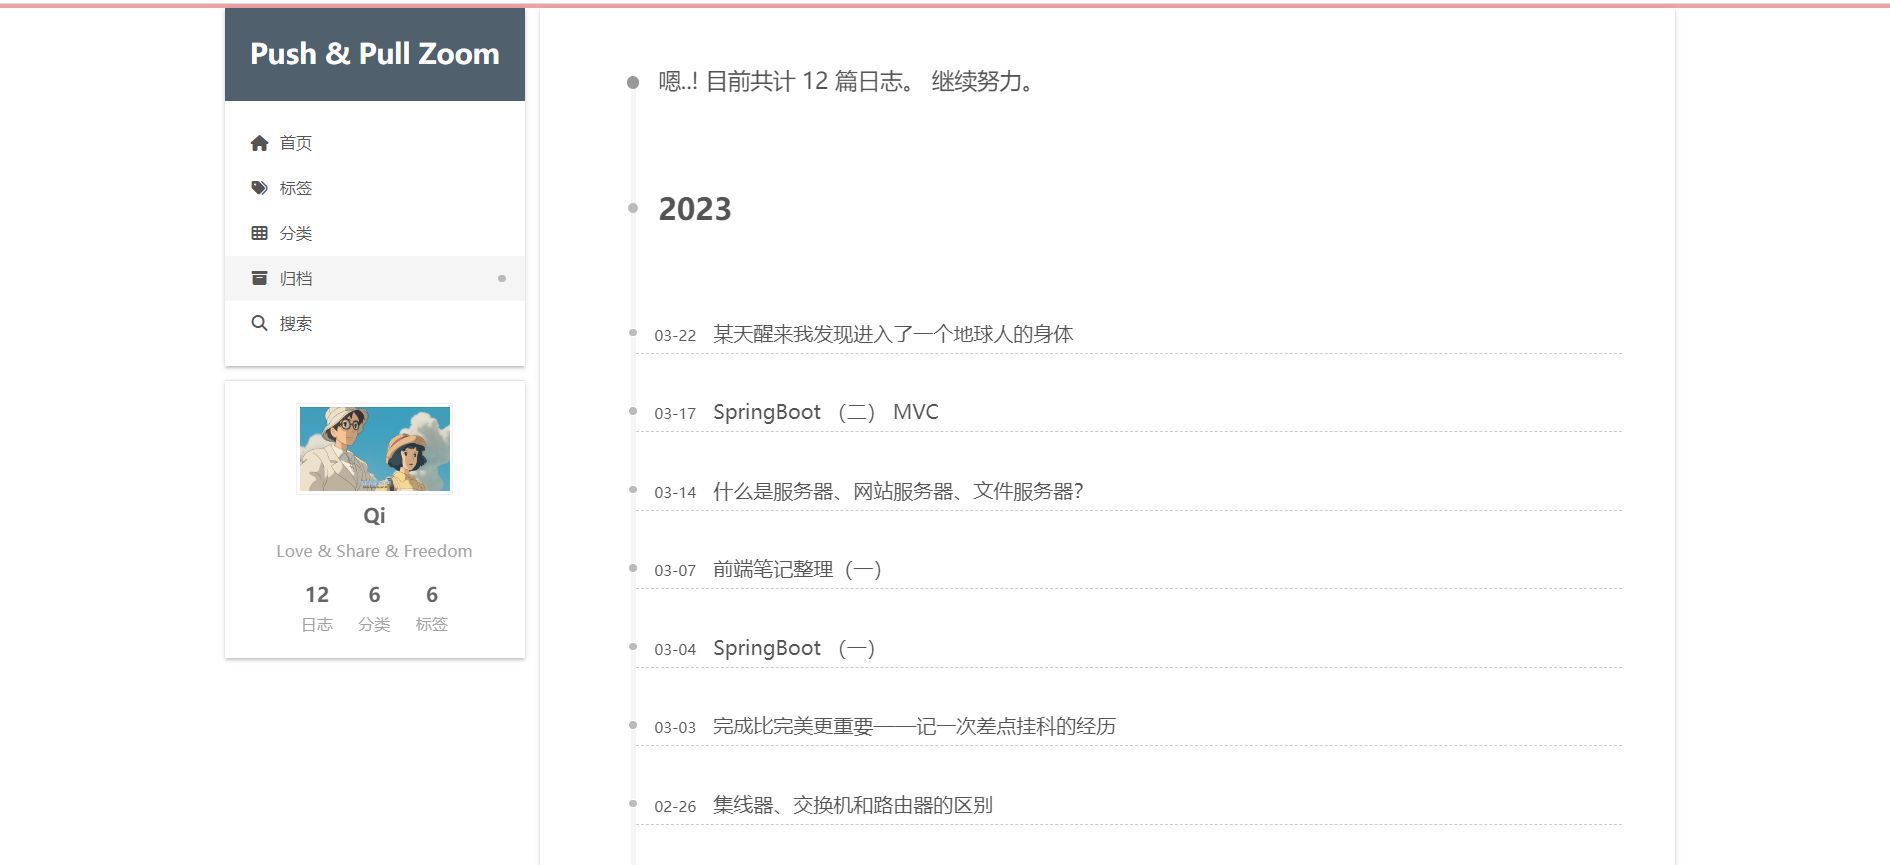 Push & Pull Zoom
首页
标签
分类
归档
搜索
Qi
Love & Share & Freedom
12 6 6
日志 分类 标签
嗯..! 目前共计 12 篇日志。 继续努力。
2023
03-22 某天醒来我发现进入了一个地球人的身体
03-17 SpringBoot （二） MVC
03-14 什么是服务器、网站服务器、文件服务器?
03-07 前端笔记整理（一）
03-04 SpringBoot （一）
03-03 完成比完美更重要——记一次差点挂科的经历
02-26 集线器、交换机和路由器的区别